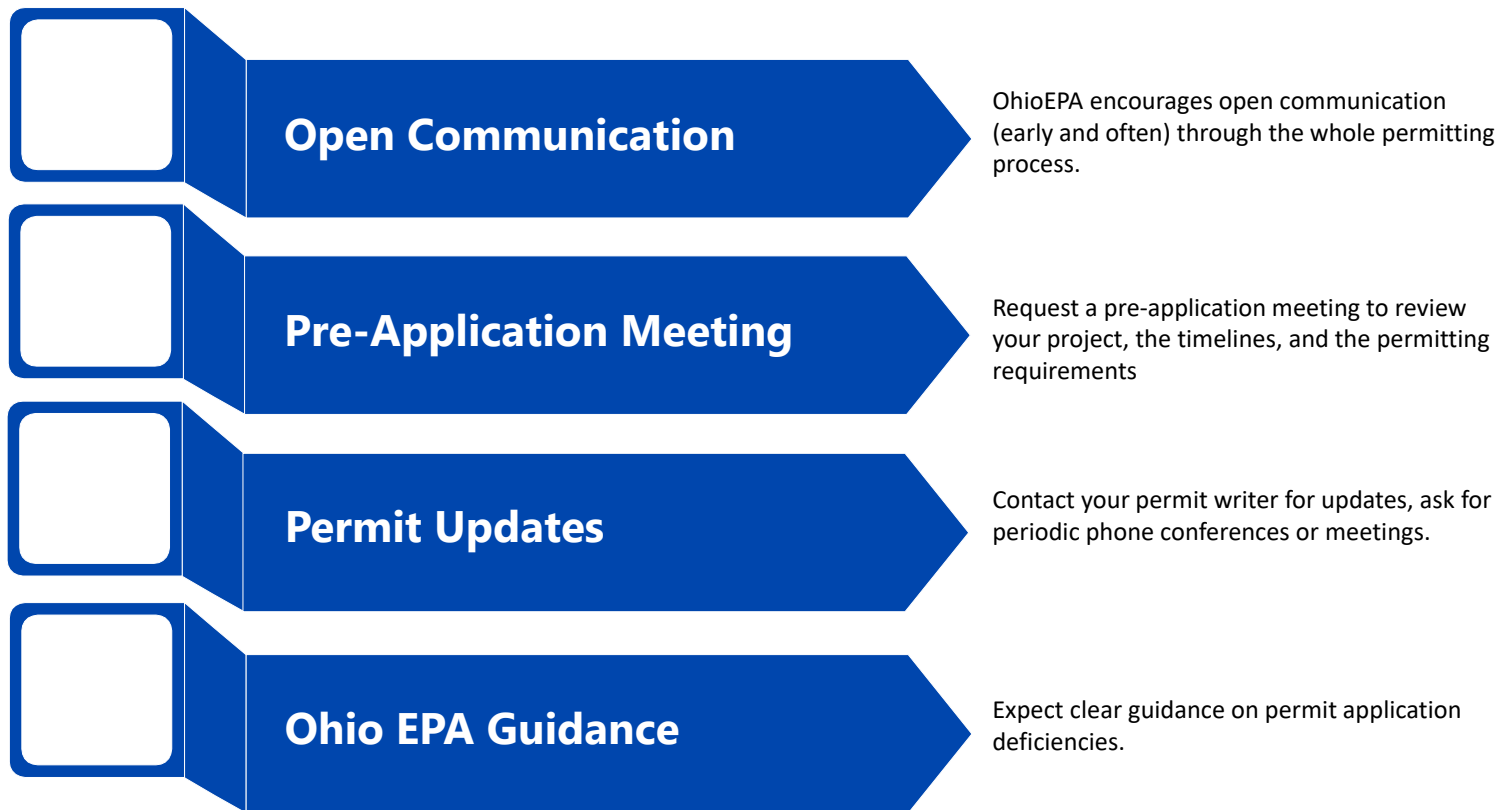 Open Communication
OhioEPA encourages open communication
(early and often) through the whole permitting
process.
Pre-Application Meeting
Request a pre-application meeting to review
your project, the timelines, and the permitting
requirements
Permit Updates
Contact your permit writer for updates, ask for
periodic phone conferences or meetings.
Ohio EPA Guidance
Expect clear guidance on permit application
deficiencies.